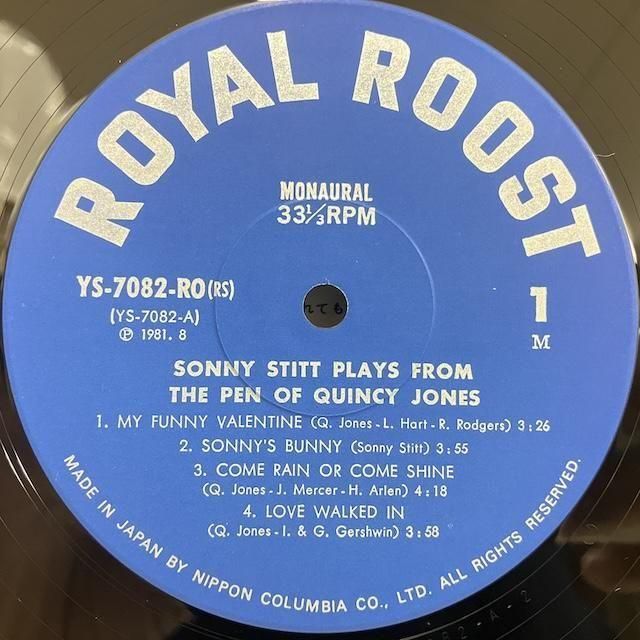 ROYAL ROOST
MONAURAL
33⅓RPM
YS-7082-RO(RS)
(YS-7082-A)
Ⓟ 1981. 8
1
M
SONNY STITT PLAYS FROM
THE PEN OF QUINCY JONES
1. MY FUNNY VALENTINE (Q. Jones-L. Hart-R. Rodgers) 3:26
2. SONNY'S BUNNY (Sonny Stitt) 3:55
3. COME RAIN OR COME SHINE
(Q. Jones-J. Mercer-H. Arlen) 4:18
4. LOVE WALKED IN
(Q. Jones-I. & G. Gershwin) 3:58
MADE IN JAPAN BY NIPPON COLUMBIA CO., LTD. ALL RIGHTS RESERVED.